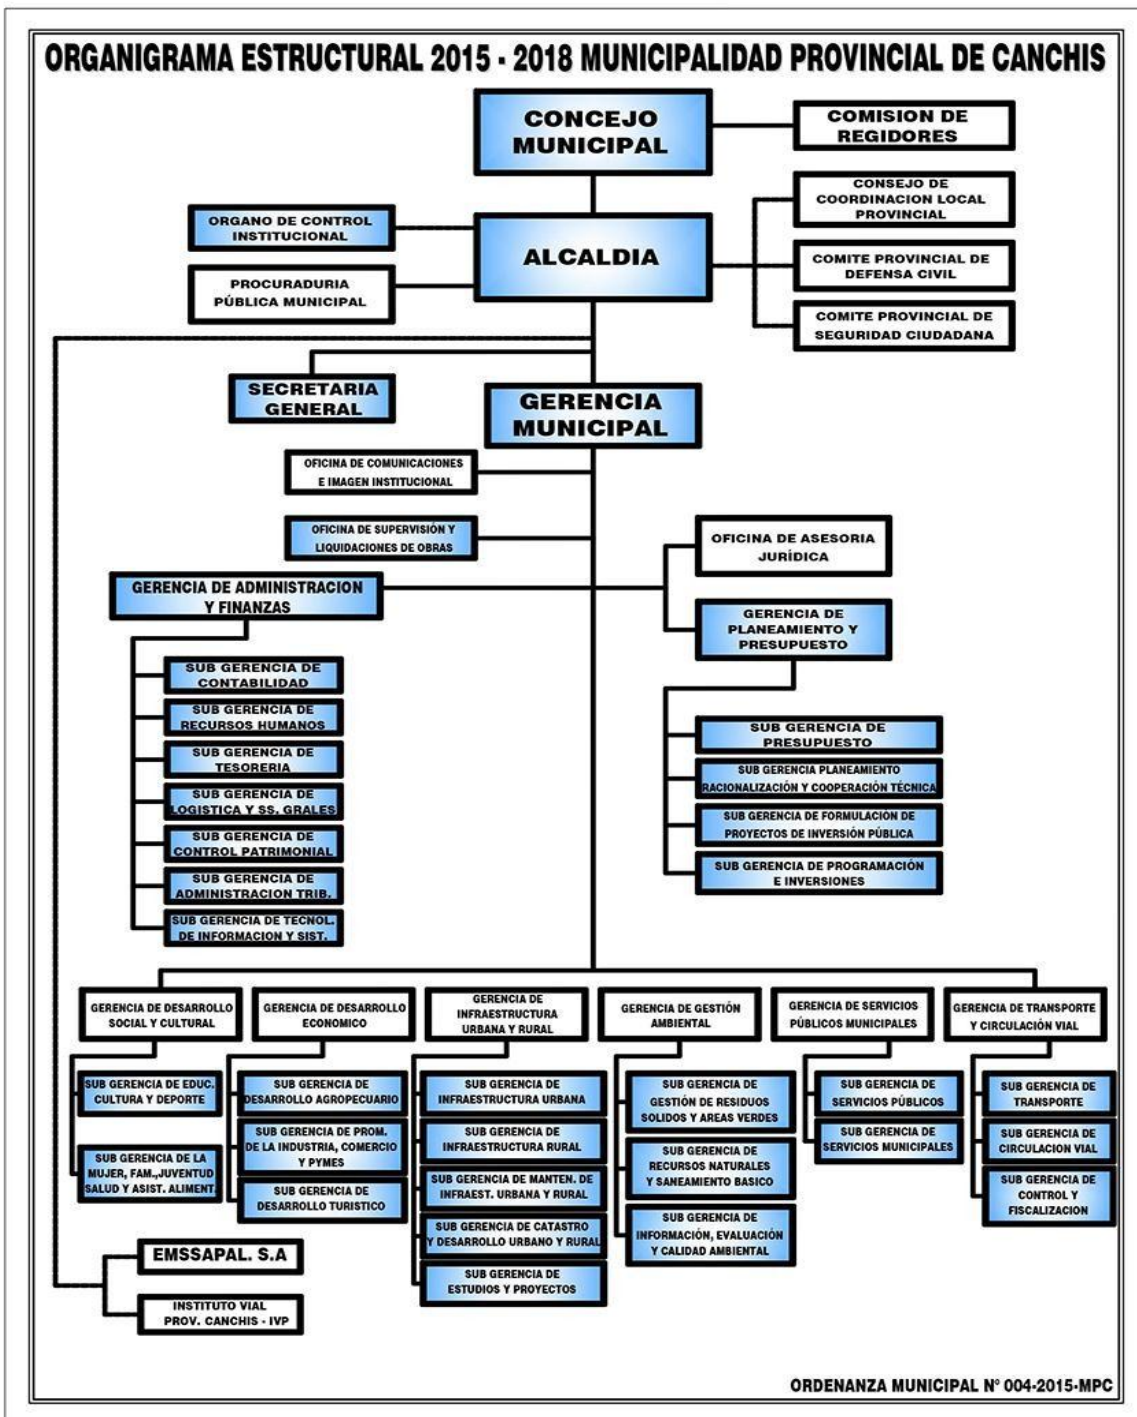 ORGANIGRAMA ESTRUCTURAL 2015 - 2018 MUNICIPALIDAD PROVINCIAL DE CANCHIS
CONCEJO
MUNICIPAL
COMISION DE
REGIDORES
CONSEJO DE
COORDINACION LOCAL
PROVINCIAL
ORGANO DE CONTROL
INSTITUCIONAL
ALCALDIA
COMITE PROVINCIAL DE
DEFENSA CIVIL
PROCURADURIA
PÚBLICA MUNICIPAL
COMITE PROVINCIAL DE
SEGURIDAD CIUDADANA
SECRETARIA
GENERAL
GERENCIA
MUNICIPAL
OFICINA DE COMUNICACIONES
E IMAGEN INSTITUCIONAL
OFICINA DE SUPERVISIÓN Y
LIQUIDACIONES DE OBRAS
OFICINA DE ASESORIA
JURÍDICA
GERENCIA DE ADMINISTRACION
Y FINANZAS
GERENCIA DE
PLANEAMIENTO Y
PRESUPUESTO
SUB GERENCIA DE
CONTABILIDAD
SUB GERENCIA DE
RECURSOS HUMANOS
SUB GERENCIA DE
TESORERIA
SUB GERENCIA DE
LOGISTICA Y SS. GRALES
SUB GERENCIA DE
CONTROL PATRIMONIAL
SUB GERENCIA DE
ADMINISTRACION TRIB.
SUB GERENCIA DE TECNOL.
DE INFORMACION Y SIST.
SUB GERENCIA DE
PRESUPUESTO
SUB GERENCIA PLANEAMIENTO
RACIONALIZACIÓN Y COOPERACIÓN TÉCNICA
SUB GERENCIA DE FORMULACIÓN DE
PROYECTOS DE INVERSIÓN PÚBLICA
SUB GERENCIA DE PROGRAMACIÓN
E INVERSIONES
GERENCIA DE DESARROLLO
SOCIAL Y CULTURAL
SUB GERENCIA DE EDUC.
CULTURA Y DEPORTE
SUB GERENCIA DE LA
MUJER, FAM.,JUVENTUD
SALUD Y ASIST. ALIMENT.
GERENCIA DE DESARROLLO
ECONOMICO
SUB GERENCIA DE
DESARROLLO AGROPECUARIO
SUB GERENCIA DE PROM.
DE LA INDUSTRIA, COMERCIO
Y PYMES
SUB GERENCIA DE
DESARROLLO TURISTICO
GERENCIA DE
INFRAESTRUCTURA
URBANA Y RURAL
SUB GERENCIA DE
INFRAESTRUCTURA URBANA
SUB GERENCIA DE
INFRAESTRUCTURA RURAL
SUB GERENCIA DE MANTEN. DE
INFRAEST. URBANA Y RURAL
SUB GERENCIA DE CATASTRO
Y DESARROLLO URBANO Y RURAL
SUB GERENCIA DE
ESTUDIOS Y PROYECTOS
GERENCIA DE GESTIÓN
AMBIENTAL
SUB GERENCIA DE
GESTIÓN DE RESIDUOS
SOLIDOS Y AREAS VERDES
SUB GERENCIA DE
RECURSOS NATURALES
Y SANEAMIENTO BASICO
SUB GERENCIA DE
INFORMACIÓN, EVALUACIÓN
Y CALIDAD AMBIENTAL
GERENCIA DE SERVICIOS
PÚBLICOS MUNICIPALES
SUB GERENCIA DE
SERVICIOS PÚBLICOS
SUB GERENCIA DE
SERVICIOS MUNICIPALES
GERENCIA DE TRANSPORTE
Y CIRCULACIÓN VIAL
SUB GERENCIA DE
TRANSPORTE
SUB GERENCIA DE
CIRCULACION VIAL
SUB GERENCIA DE
CONTROL Y
FISCALIZACION
EMSSAPAL. S.A
INSTITUTO VIAL
PROV. CANCHIS - IVP
ORDENANZA MUNICIPAL N° 004-2015-MPC